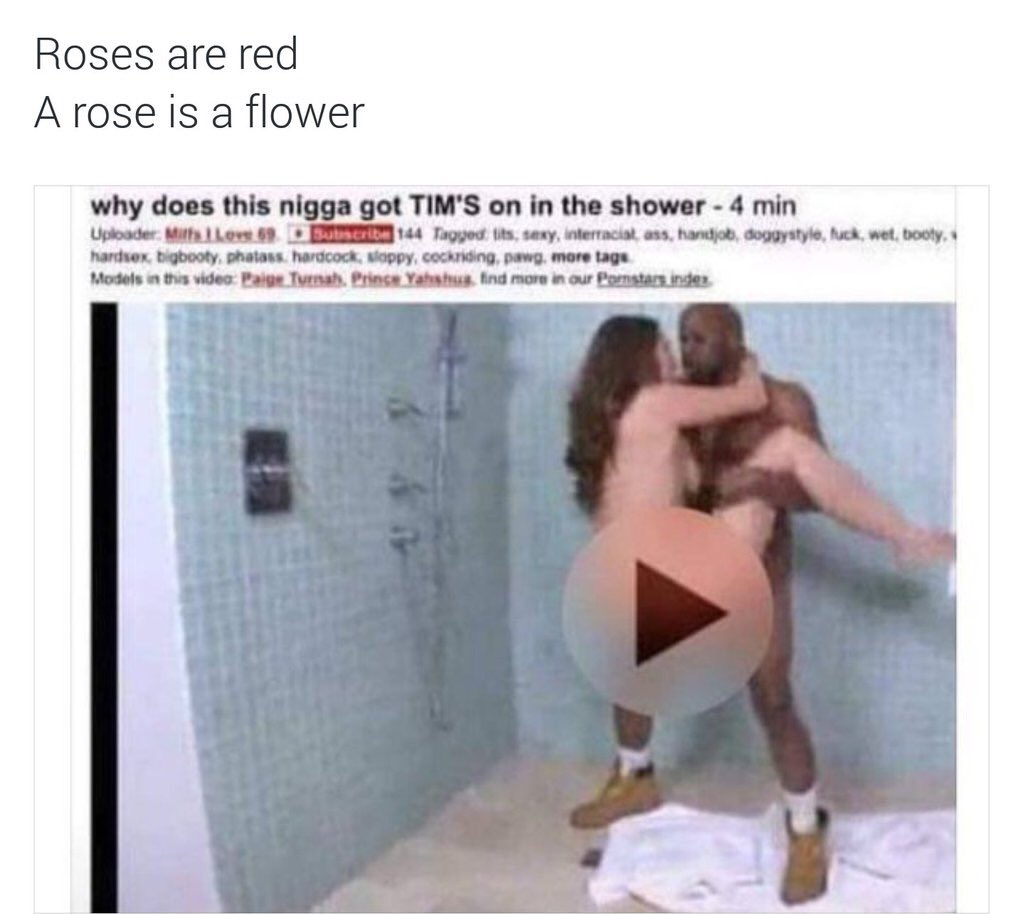 Roses are red
A rose is a flower
why does this nigga got TIM'S on in the shower - 4 min
Uploader: Milfs I Love 69 Subscribe 144 Tagged: tits, sexy, interracial, ass, handjob, doggystyle, fuck, wet, booty,
hardsex, bigbooty, phatass, hardcock, sloppy, cockriding, pawg, more tags.
Models in this video: Paige Turnah, Prince Yahshua, find more in our Pornstars index.